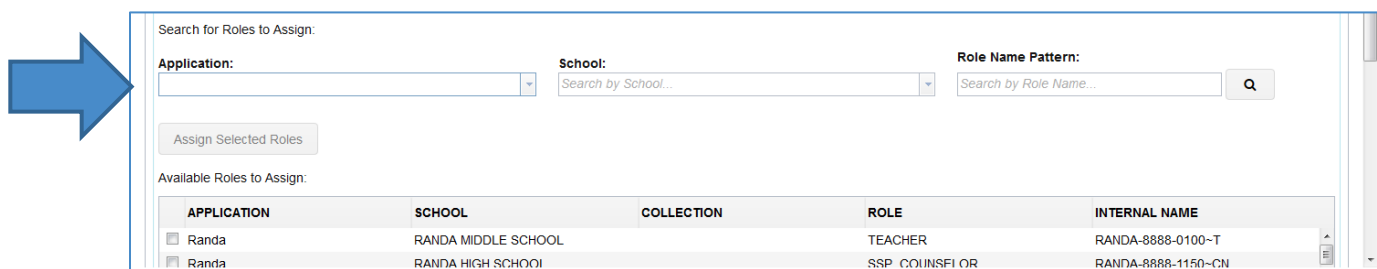 Search for Roles to Assign:
Application: School: Role Name Pattern:
Search by School... Search by Role Name...
Assign Selected Roles
Available Roles to Assign:
APPLICATION SCHOOL COLLECTION ROLE INTERNAL NAME
Randa RANDA MIDDLE SCHOOL TEACHER RANDA-8888-0100~T
Randa RANDA HIGH SCHOOL SSP_COUNSELOR RANDA-8888-1150~CN